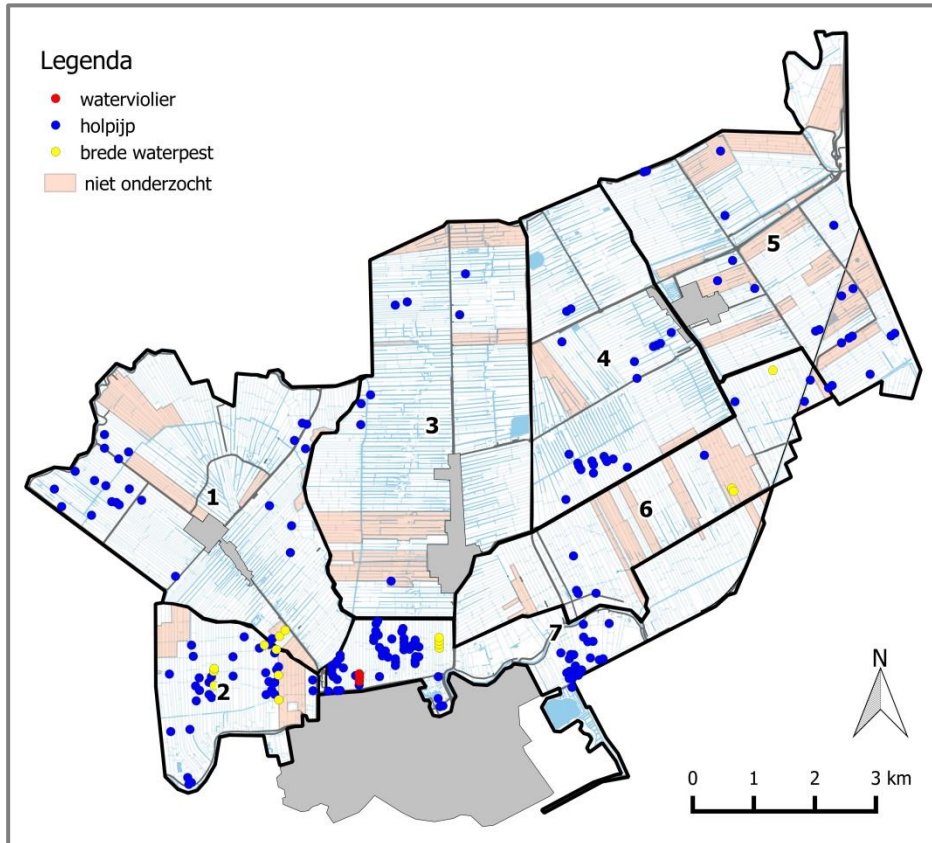 Legenda
waterviolier
holpijp
brede waterpest
niet onderzocht
5
4
3
1
6
7
2
N
0 1 2 3 km